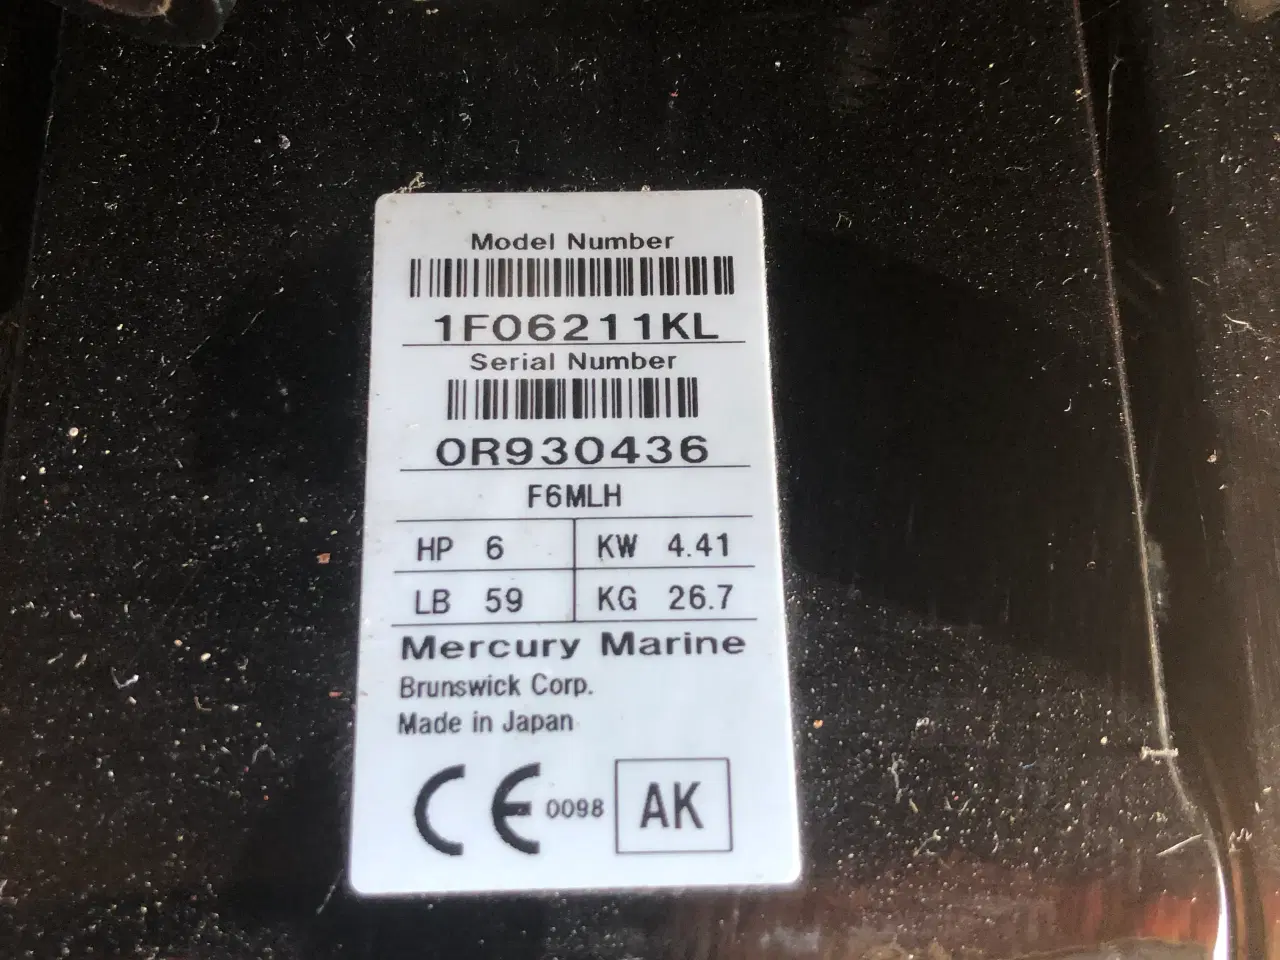 Model Number
1F06211KL
Serial Number
0R930436
F6MLH
HP 6 KW 4.41
LB 59 KG 26.7
Mercury Marine
Brunswick Corp.
Made in Japan
CE 0098 AK